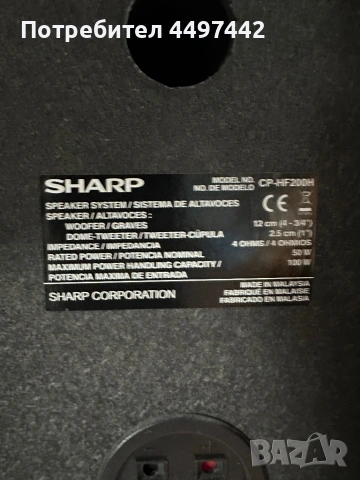 Потребител 4497442
SHARP
MODEL NO. CP-HF200H
NO. DE MODELO
SPEAKER SYSTEM / SISTEMA DE ALTAVOCES
SPEAKER / ALTAVOCES :
WOOFER / GRAVES 12 cm (4 - 3/4")
DOME-TWEETER / TWEETER-CÚPULA 2.5 cm (1")
IMPEDANCE / IMPEDANCIA 4 OHMS / 4 OHMIOS
RATED POWER / POTENCIA NOMINAL 50 W
MAXIMUM POWER HANDLING CAPACITY / 100 W
POTENCIA MAXIMA DE ENTRADA
SHARP CORPORATION
MADE IN MALAYSIA
FABRIQUÉ EN MALAISIE
FABRICADO EN MALASIA
BAZAR